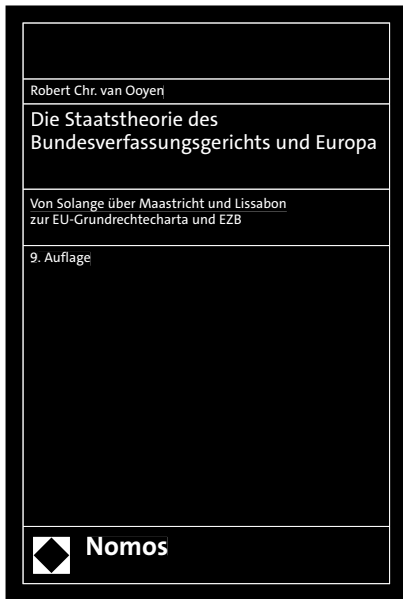 Robert Chr. van Ooyen
Die Staatstheorie des
Bundesverfassungsgerichts und Europa
Von Solange über Maastricht und Lissabon
zur EU-Grundrechtecharta und EZB
9. Auflage
Nomos